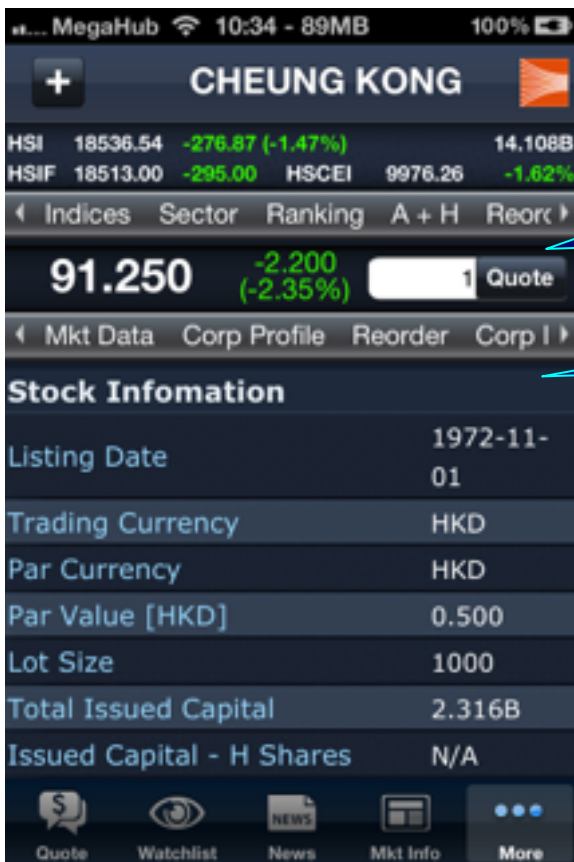 MegaHub 10:34 - 89MB 100%
+ CHEUNG KONG
HSI 18536.54 -276.87 (-1.47%) 14.108B
HSIF 18513.00 -295.00 HSCEI 9976.26 -1.62%
Indices Sector Ranking A + H Reorc
91.250 -2.200 (-2.35%) 1 Quote
Mkt Data Corp Profile Reorder Corp I
Stock Infomation
Listing Date 1972-11-01
Trading Currency HKD
Par Currency HKD
Par Value [HKD] 0.500
Lot Size 1000
Total Issued Capital 2.316B
Issued Capital - H Shares N/A
Quote Watchlist News Mkt Info More